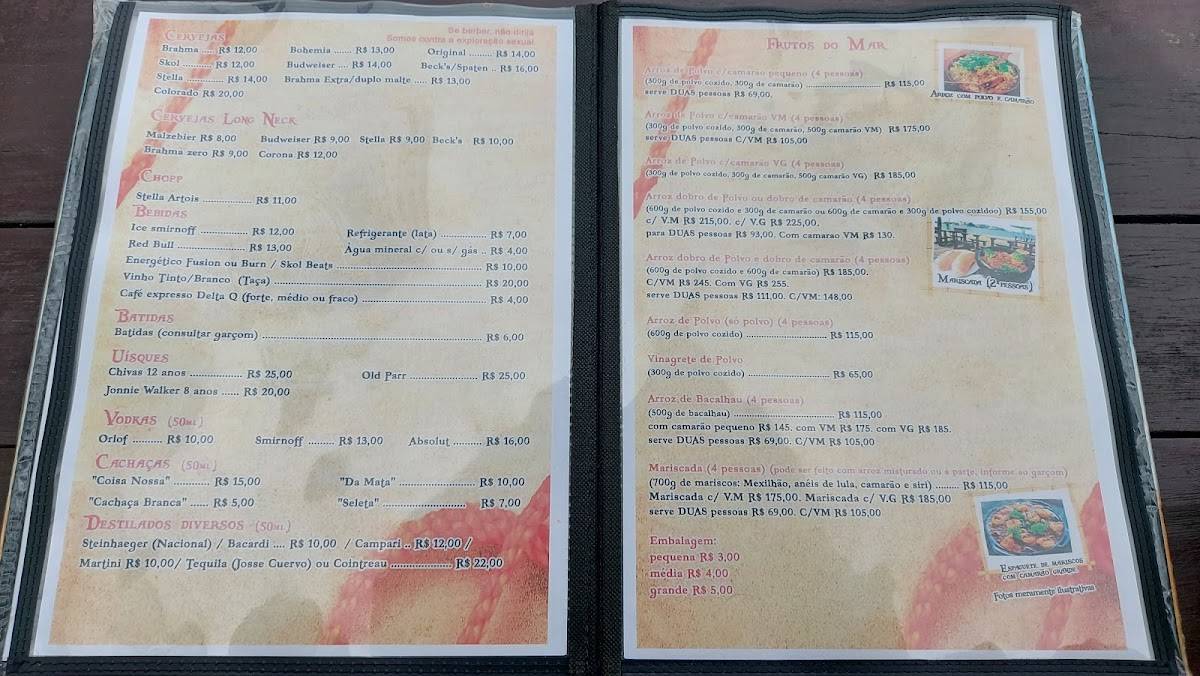 Se beber, não dirija
Somos contra a exploração sexual.
Cervejas
Brahma .... R$ 12,00 Bohemia ....... R$ 13,00 Original ......... R$ 14,00
Skol ............ R$ 12,00 Budweiser .... R$ 14,00 Beck's/Spaten .. R$ 16,00
Stella ............. R$ 14,00 Brahma Extra/duplo malte ..... R$ 13,00
Colorado R$ 20,00
Cervejas Long Neck
Malzebier R$ 8,00 Budweiser R$ 9,00 Stella R$ 9,00 Beck's R$ 10,00
Brahma zero R$ 9,00 Corona R$ 12,00
Chopp
Stella Artois ............... R$ 11,00
Bebidas
Ice smirnoff .............. R$ 12,00 Refrigerante (lata) .............. R$ 7,00
Red Bull .................... R$ 13,00 Água mineral c/ ou s/ gás .. R$ 4,00
Energético Fusion ou Burn / Skol Beats ............................................ R$ 10,00
Vinho Tinto/Branco (Taça) ................................................................ R$ 20,00
Café expresso Delta Q (forte, médio ou fraco) ..................................... R$ 4,00
Batidas
Batidas (consultar garçom) ................................................................ R$ 6,00
Uísques
Chivas 12 anos ............... R$ 25,00 Old Parr ................... R$ 25,00
Jonnie Walker 8 anos ...... R$ 20,00
Vodkas (50ml)
Orlof .......... R$ 10,00 Smirnoff ........ R$ 13,00 Absolut ......... R$ 16,00
Cachaças (50ml)
"Coisa Nossa" ........... R$ 15,00 "Da Mata" ........................ R$ 10,00
"Cachaça Branca" ...... R$ 5,00 "Seleta" .......................... R$ 7,00
Destilados diversos (50ml)
Steinhaeger (Nacional) / Bacardi .... R$ 10,00 / Campari .. R$ 12,00 /
Martini R$ 10,00/ Tequila (Josse Cuervo) ou Cointreau .................. R$ 22,00
Frutos do Mar
Arroz de Polvo c/camarão pequeno (4 pessoas)
(300g de polvo cozido, 300g de camarão) ......................... R$ 115,00
serve DUAS pessoas R$ 69,00.
Arroz com polvo e camarão
Arroz de Polvo c/camarão VM (4 pessoas)
(300g de polvo cozido, 300g de camarão, 500g camarão VM) R$ 175,00
serve DUAS pessoas C/VM R$ 105,00
Arroz de Polvo c/camarão VG (4 pessoas)
(300g de polvo cozido, 300g de camarão, 500g camarão VG) R$ 185,00
Arroz dobro de Polvo ou dobro de camarão (4 pessoas)
(600g de polvo cozido e 300g de camarão ou 600g de camarão e 300g de polvo cozidoo) R$ 155,00
c/ V.M R$ 215,00. c/ V.G R$ 225,00.
para DUAS pessoas R$ 93,00. Com camarao VM R$ 130.
Arroz dobro de Polvo e dobro de camarão (4 pessoas)
(600g de polvo cozido e 600g de camarão) R$ 185,00.
C/VM R$ 245. Com VG R$ 255.
serve DUAS pessoas R$ 111,00. C/VM: 148,00
Mariscada (2 pessoas)
Arroz de Polvo (só polvo) (4 pessoas)
(600g de polvo cozido) ........................... R$ 115,00
Vinagrete de Polvo
(300g de polvo cozido) ........................... R$ 65,00
Arroz de Bacalhau (4 pessoas)
(500g de bacalhau) ................................. R$ 115,00
com camarão pequeno R$ 145. com VM R$ 175. com VG R$ 185.
serve DUAS pessoas R$ 69,00. C/VM R$ 105,00
Mariscada (4 pessoas) (pode ser feito com arroz misturado ou a parte, informe ao garçom)
(700g de mariscos: Mexilhão, anéis de lula, camarão e siri) ........ R$ 115,00
Mariscada c/ V.M R$ 175,00. Mariscada c/ V.G R$ 185,00
serve DUAS pessoas R$ 69,00. C/VM R$ 105,00
Embalagem:
pequena R$ 3,00
média R$ 4,00
grande R$ 5,00
Espaguete de mariscos
com camarão grande
Fotos meramente ilustrativas